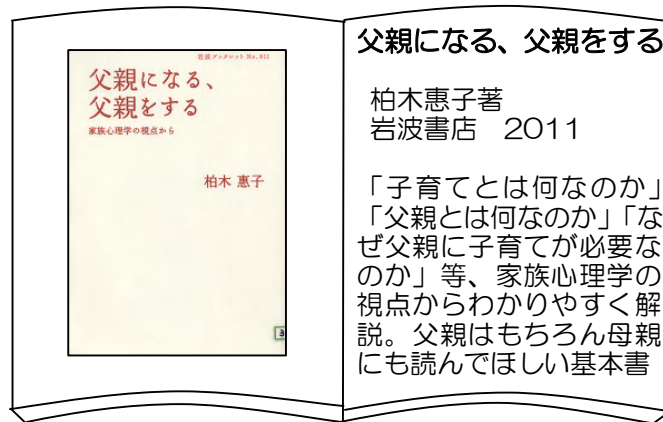 岩波ブックレット No.811
父親になる、
父親をする
家族心理学の視点から
柏木 惠子
父親になる、父親をする
柏木惠子著
岩波書店　2011
「子育てとは何なのか」
「父親とは何なのか」「な
ぜ父親に子育てが必要な
のか」等、家族心理学の
視点からわかりやすく解
説。父親はもちろん母親
にも読んでほしい基本書